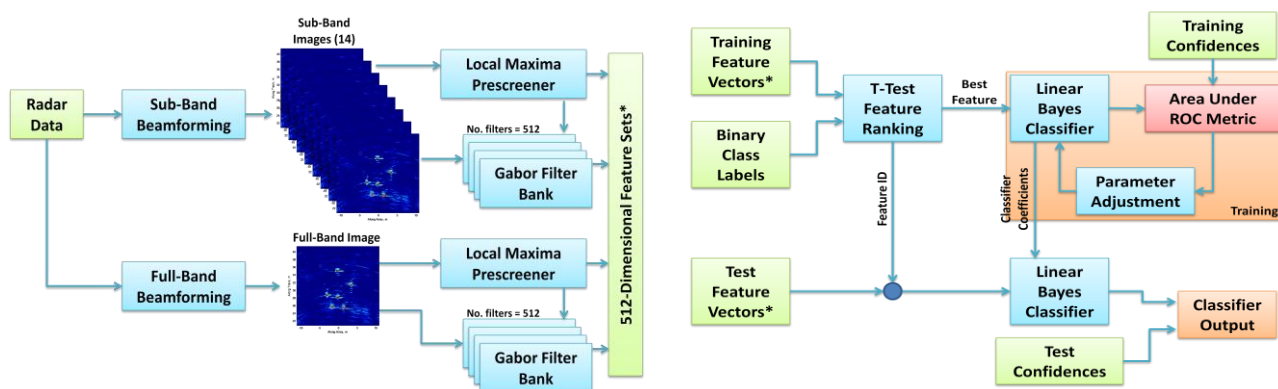 Sub-Band
Images (14)
Radar
Data
Sub-Band
Beamforming
Local Maxima
Prescreener
No. filters = 512
Gabor Filter
Bank
Full-Band
Beamforming
Full-Band Image
Local Maxima
Prescreener
No. filters = 512
Gabor Filter
Bank
512-Dimensional Feature Sets*
Training
Feature
Vectors*
Binary
Class
Labels
T-Test
Feature
Ranking
Best
Feature
Training
Confidences
Linear
Bayes
Classifier
Area Under
ROC Metric
Parameter
Adjustment
Training
Feature ID
Classifier
Coefficients
Test
Feature
Vectors*
Linear
Bayes
Classifier
Classifier
Output
Test
Confidences